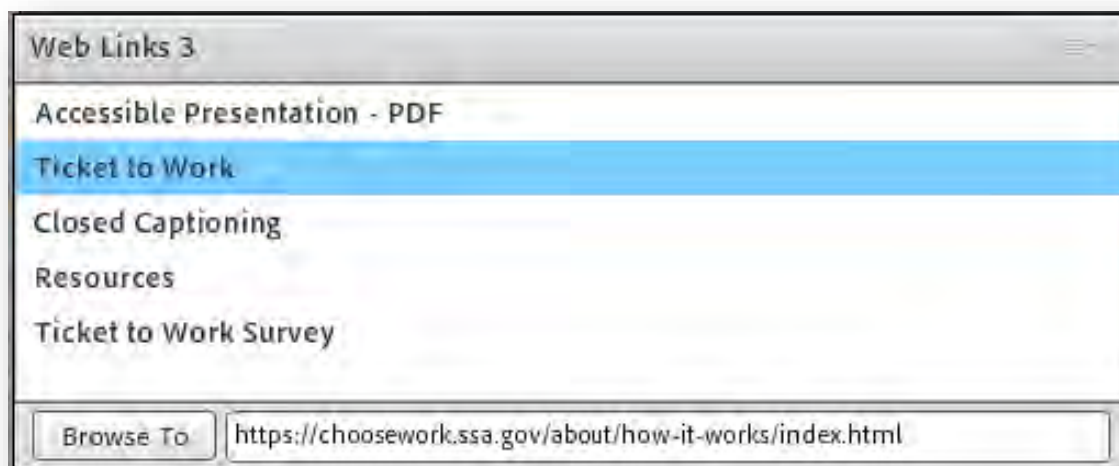 Web Links 3
Accessible Presentation - PDF
Ticket to Work
Closed Captioning
Resources
Ticket to Work Survey
Browse To https://choosework.ssa.gov/about/how-it-works/index.html